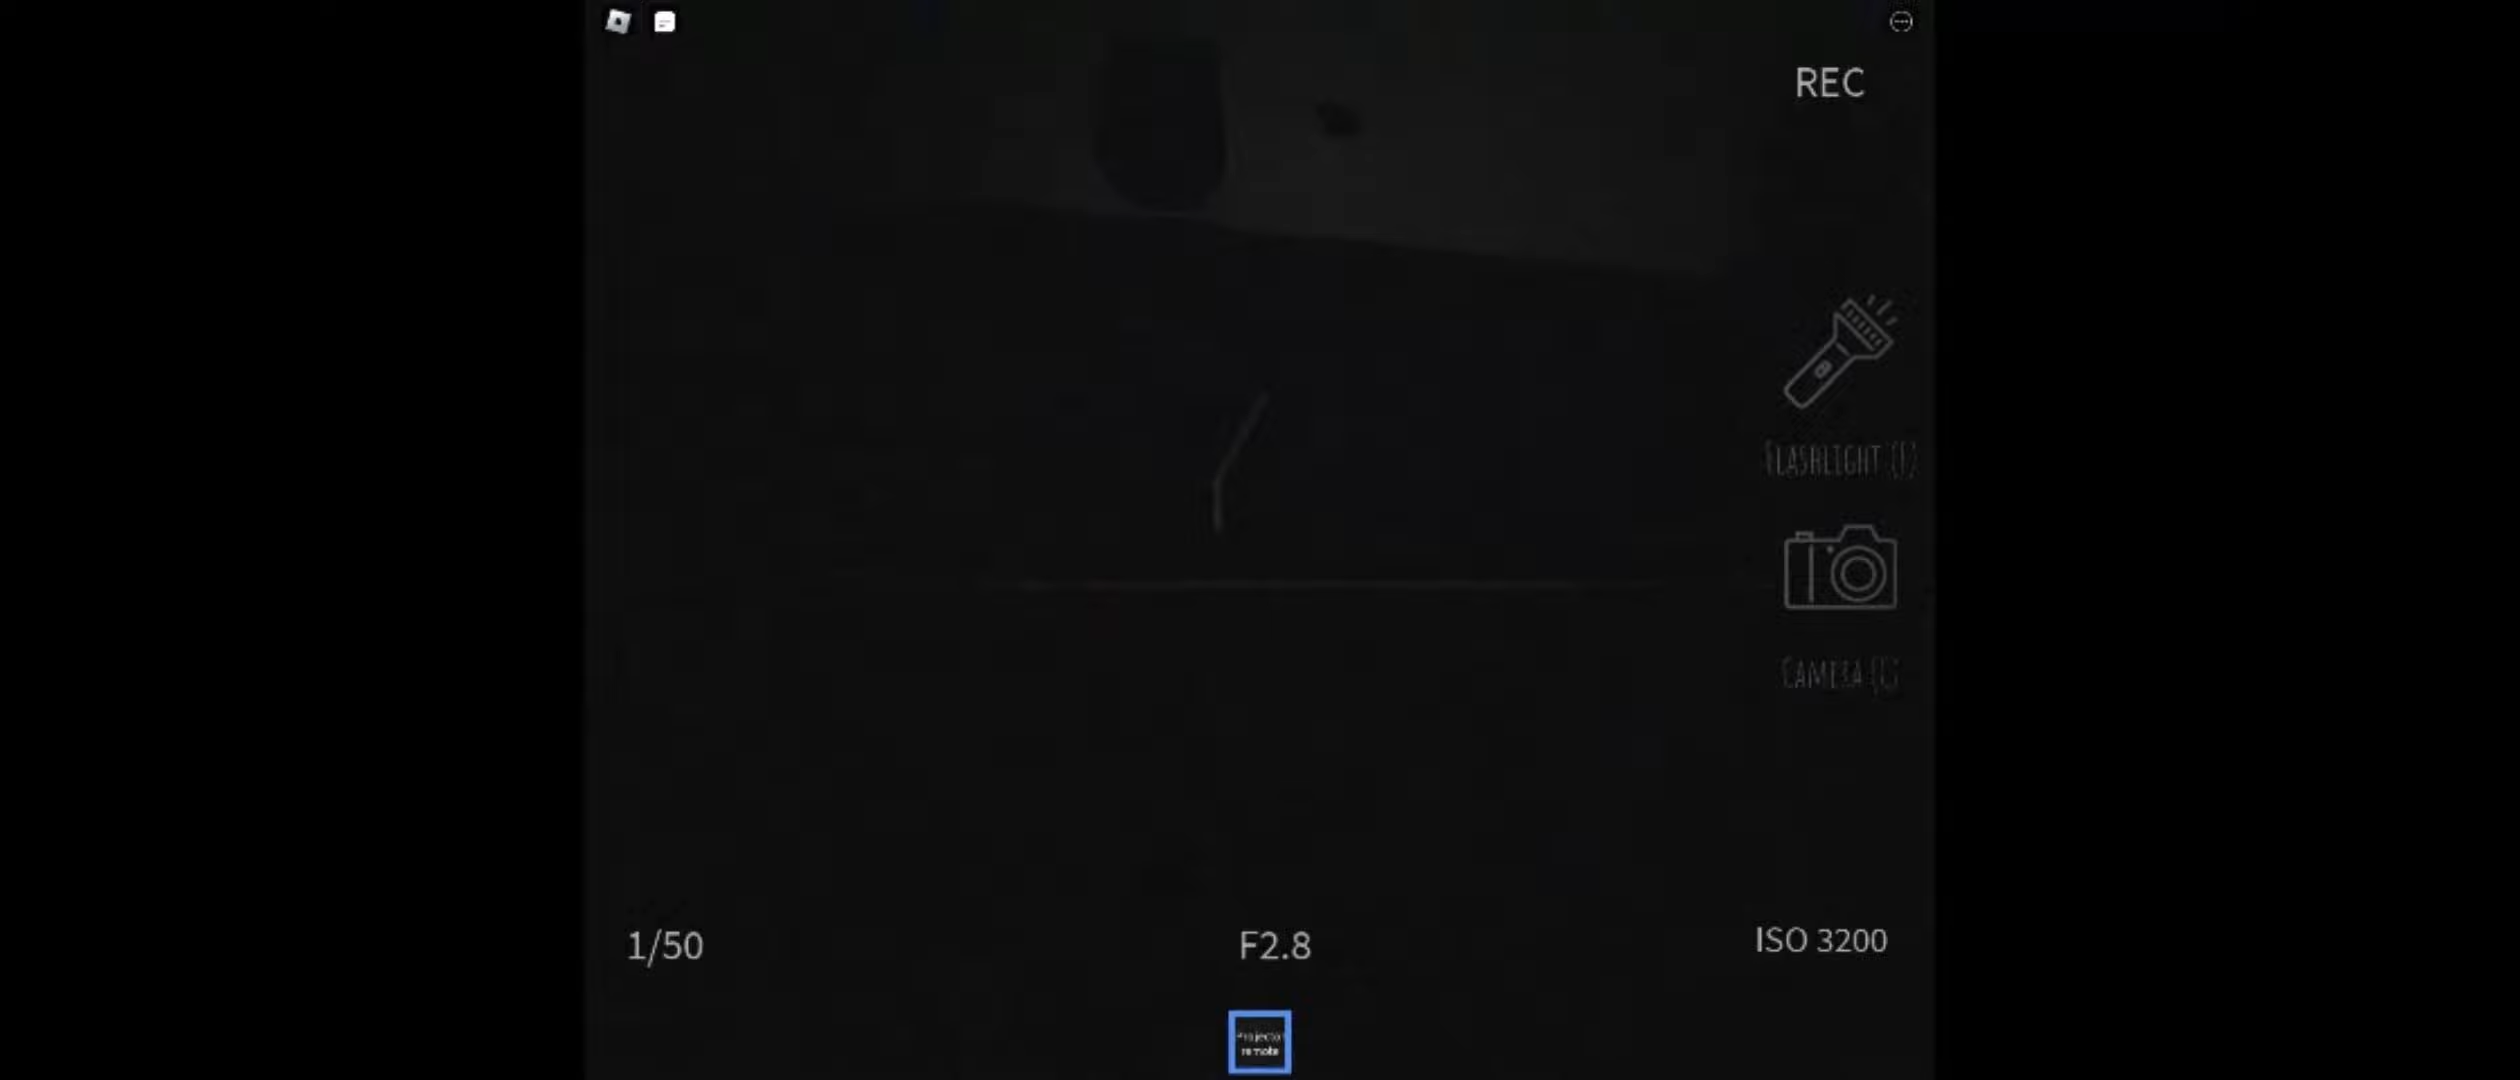 REC
FLASHLIGHT (F)
CAMERA (C)
1/50
F2.8
ISO 3200
Projector
remote